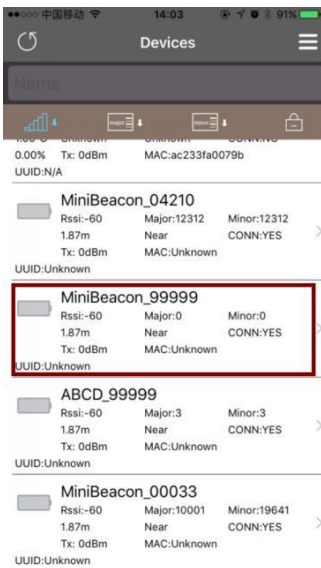 中国移动 14:03 91%
Devices
Name
major minor
0.00% Tx: 0dBm MAC:ac233fa0079b
UUID:N/A
MiniBeacon_04210
Rssi:-60 Major:12312 Minor:12312
1.87m Near CONN:YES
Tx: 0dBm MAC:Unknown
UUID:Unknown
MiniBeacon_99999
Rssi:-60 Major:0 Minor:0
1.87m Near CONN:YES
Tx: 0dBm MAC:Unknown
UUID:Unknown
ABCD_99999
Rssi:-60 Major:3 Minor:3
1.87m Near CONN:YES
Tx: 0dBm MAC:Unknown
UUID:Unknown
MiniBeacon_00033
Rssi:-60 Major:10001 Minor:19641
1.87m Near CONN:YES
Tx: 0dBm MAC:Unknown
UUID:Unknown